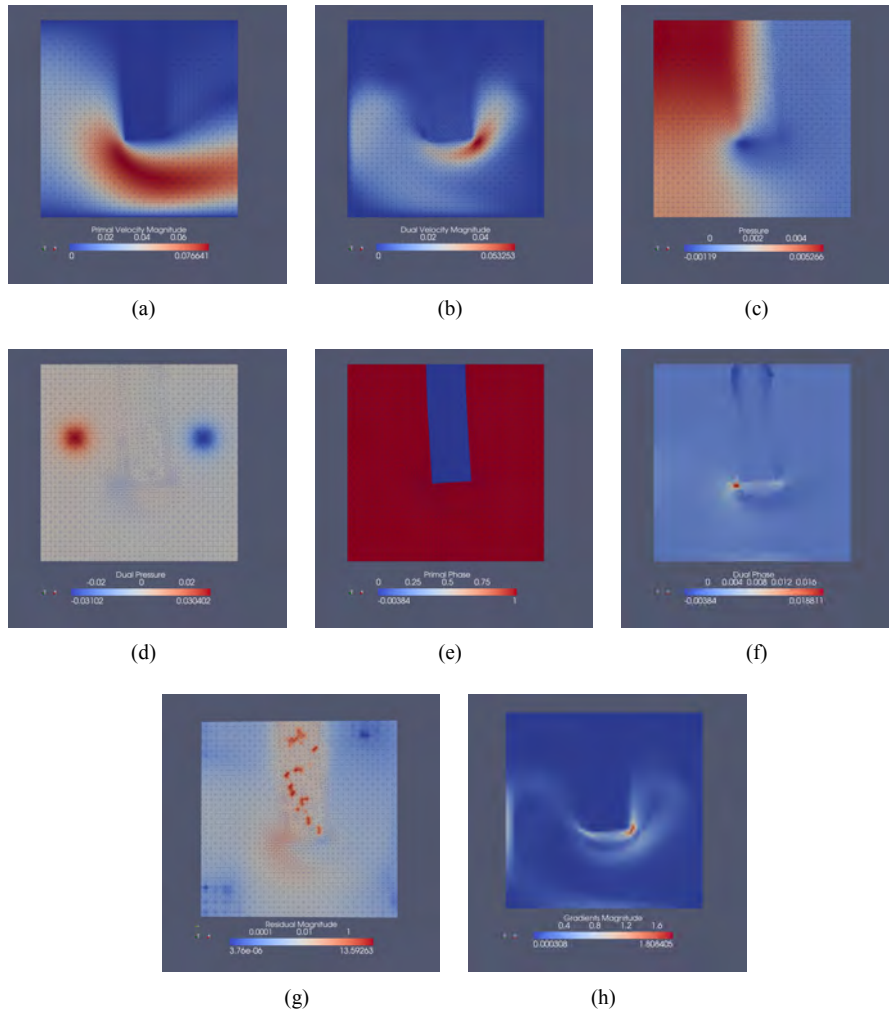 Primal Velocity Magnitude
0.02 0.04 0.06
0 0.076641
(a)
Dual Velocity Magnitude
0.02 0.04
0 0.053253
(b)
Pressure
0 0.002 0.004
-0.00119 0.005266
(c)
Dual Pressure
-0.02 0 0.02
-0.03102 0.030402
(d)
Primal Phase
0 0.25 0.5 0.75
-0.00384 1
(e)
Dual Phase
0 0.004 0.008 0.012 0.016
-0.00384 0.018811
(f)
Residual Magnitude
0.0001 0.01 1
3.76e-06 13.59263
(g)
Gradients Magnitude
0.4 0.8 1.2 1.6
0.000308 1.808405
(h)